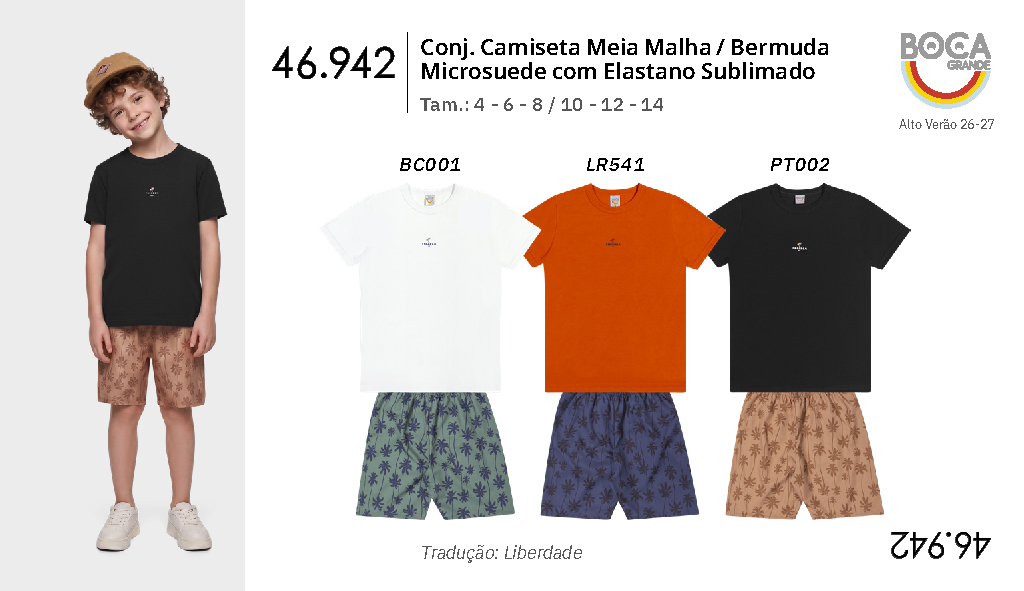 46.942
Conj. Camiseta Meia Malha / Bermuda
Microsuede com Elastano Sublimado
Tam.: 4 - 6 - 8 / 10 - 12 - 14
BOCA
GRANDE
Alto Verão 26-27
BC001
LR541
PT002
Tradução: Liberdade
46.942